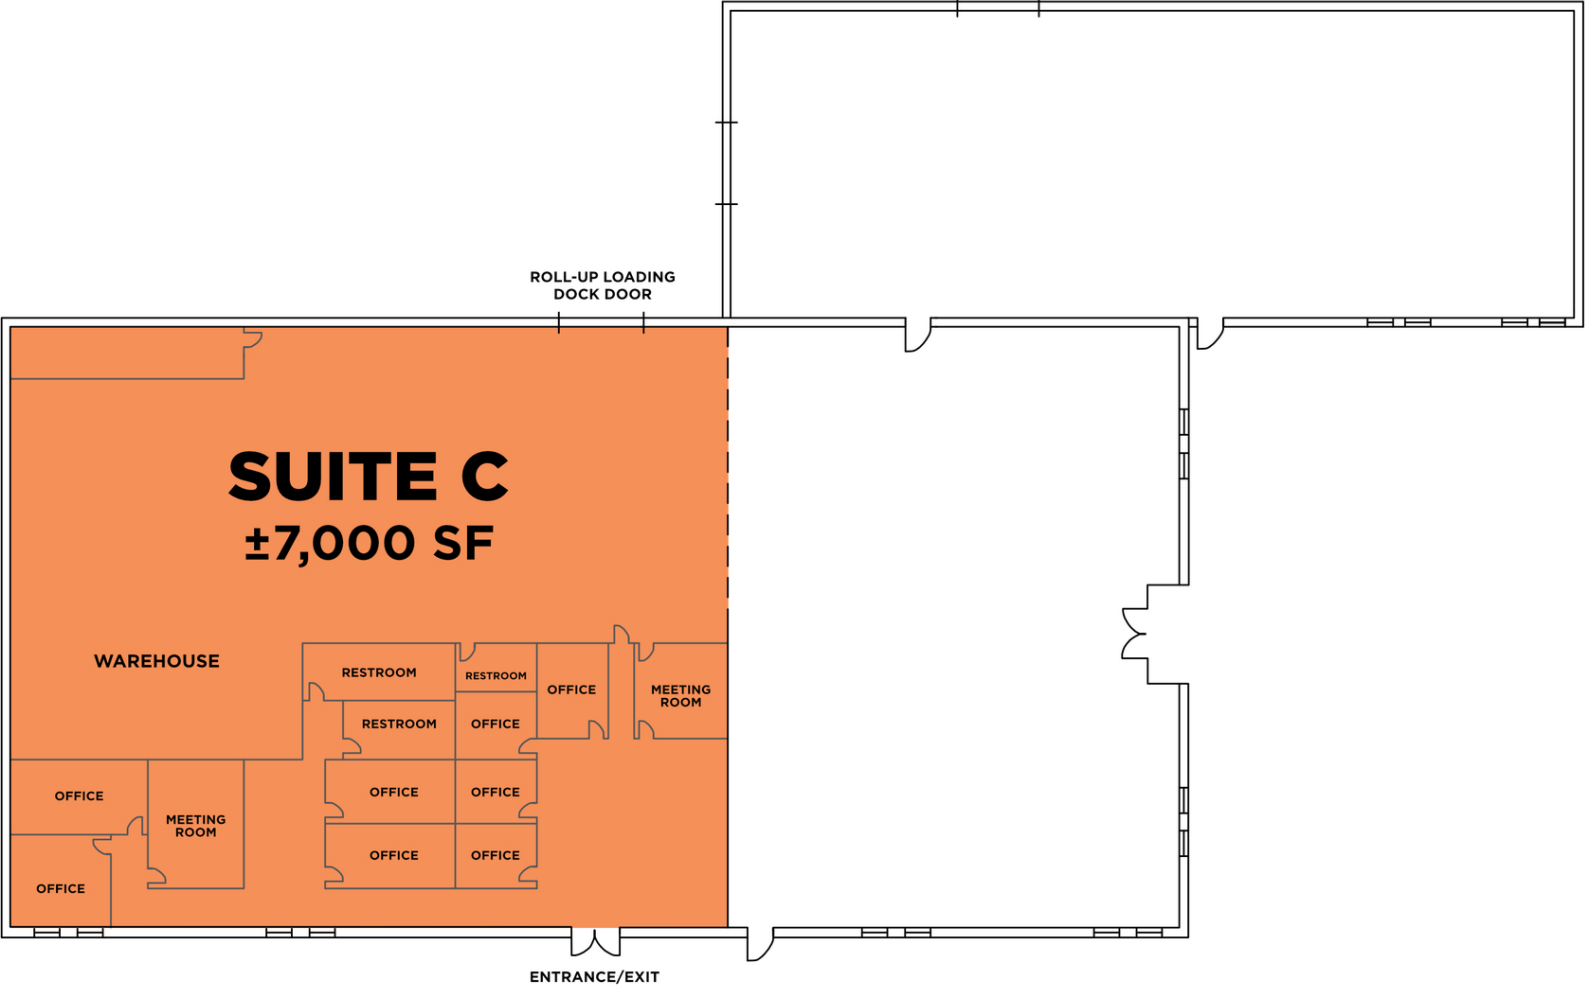 ROLL-UP LOADING
DOCK DOOR
SUITE C
±7,000 SF
WAREHOUSE
RESTROOM
RESTROOM
OFFICE
MEETING
ROOM
RESTROOM
OFFICE
OFFICE
MEETING
ROOM
OFFICE
OFFICE
OFFICE
OFFICE
OFFICE
ENTRANCE/EXIT